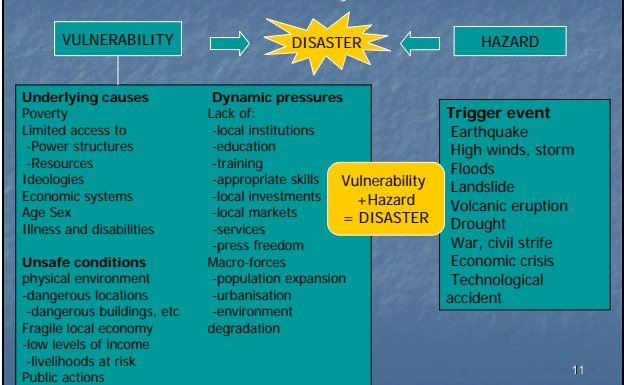 VULNERABILITY
DISASTER
HAZARD
Underlying causes
Poverty
Limited access to
-Power structures
-Resources
Ideologies
Economic systems
Age Sex
Illness and disabilities
Unsafe conditions
physical environment
-dangerous locations
-dangerous buildings, etc
Fragile local economy
-low levels of income
-livelihoods at risk
Public actions
Dynamic pressures
Lack of:
-local institutions
-education
-training
-appropriate skills
-local investments
-local markets
-services
-press freedom
Macro-forces
-population expansion
-urbanisation
-environment
degradation
Vulnerability
+Hazard
= DISASTER
Trigger event
Earthquake
High winds, storm
Floods
Landslide
Volcanic eruption
Drought
War, civil strife
Economic crisis
Technological
accident
11